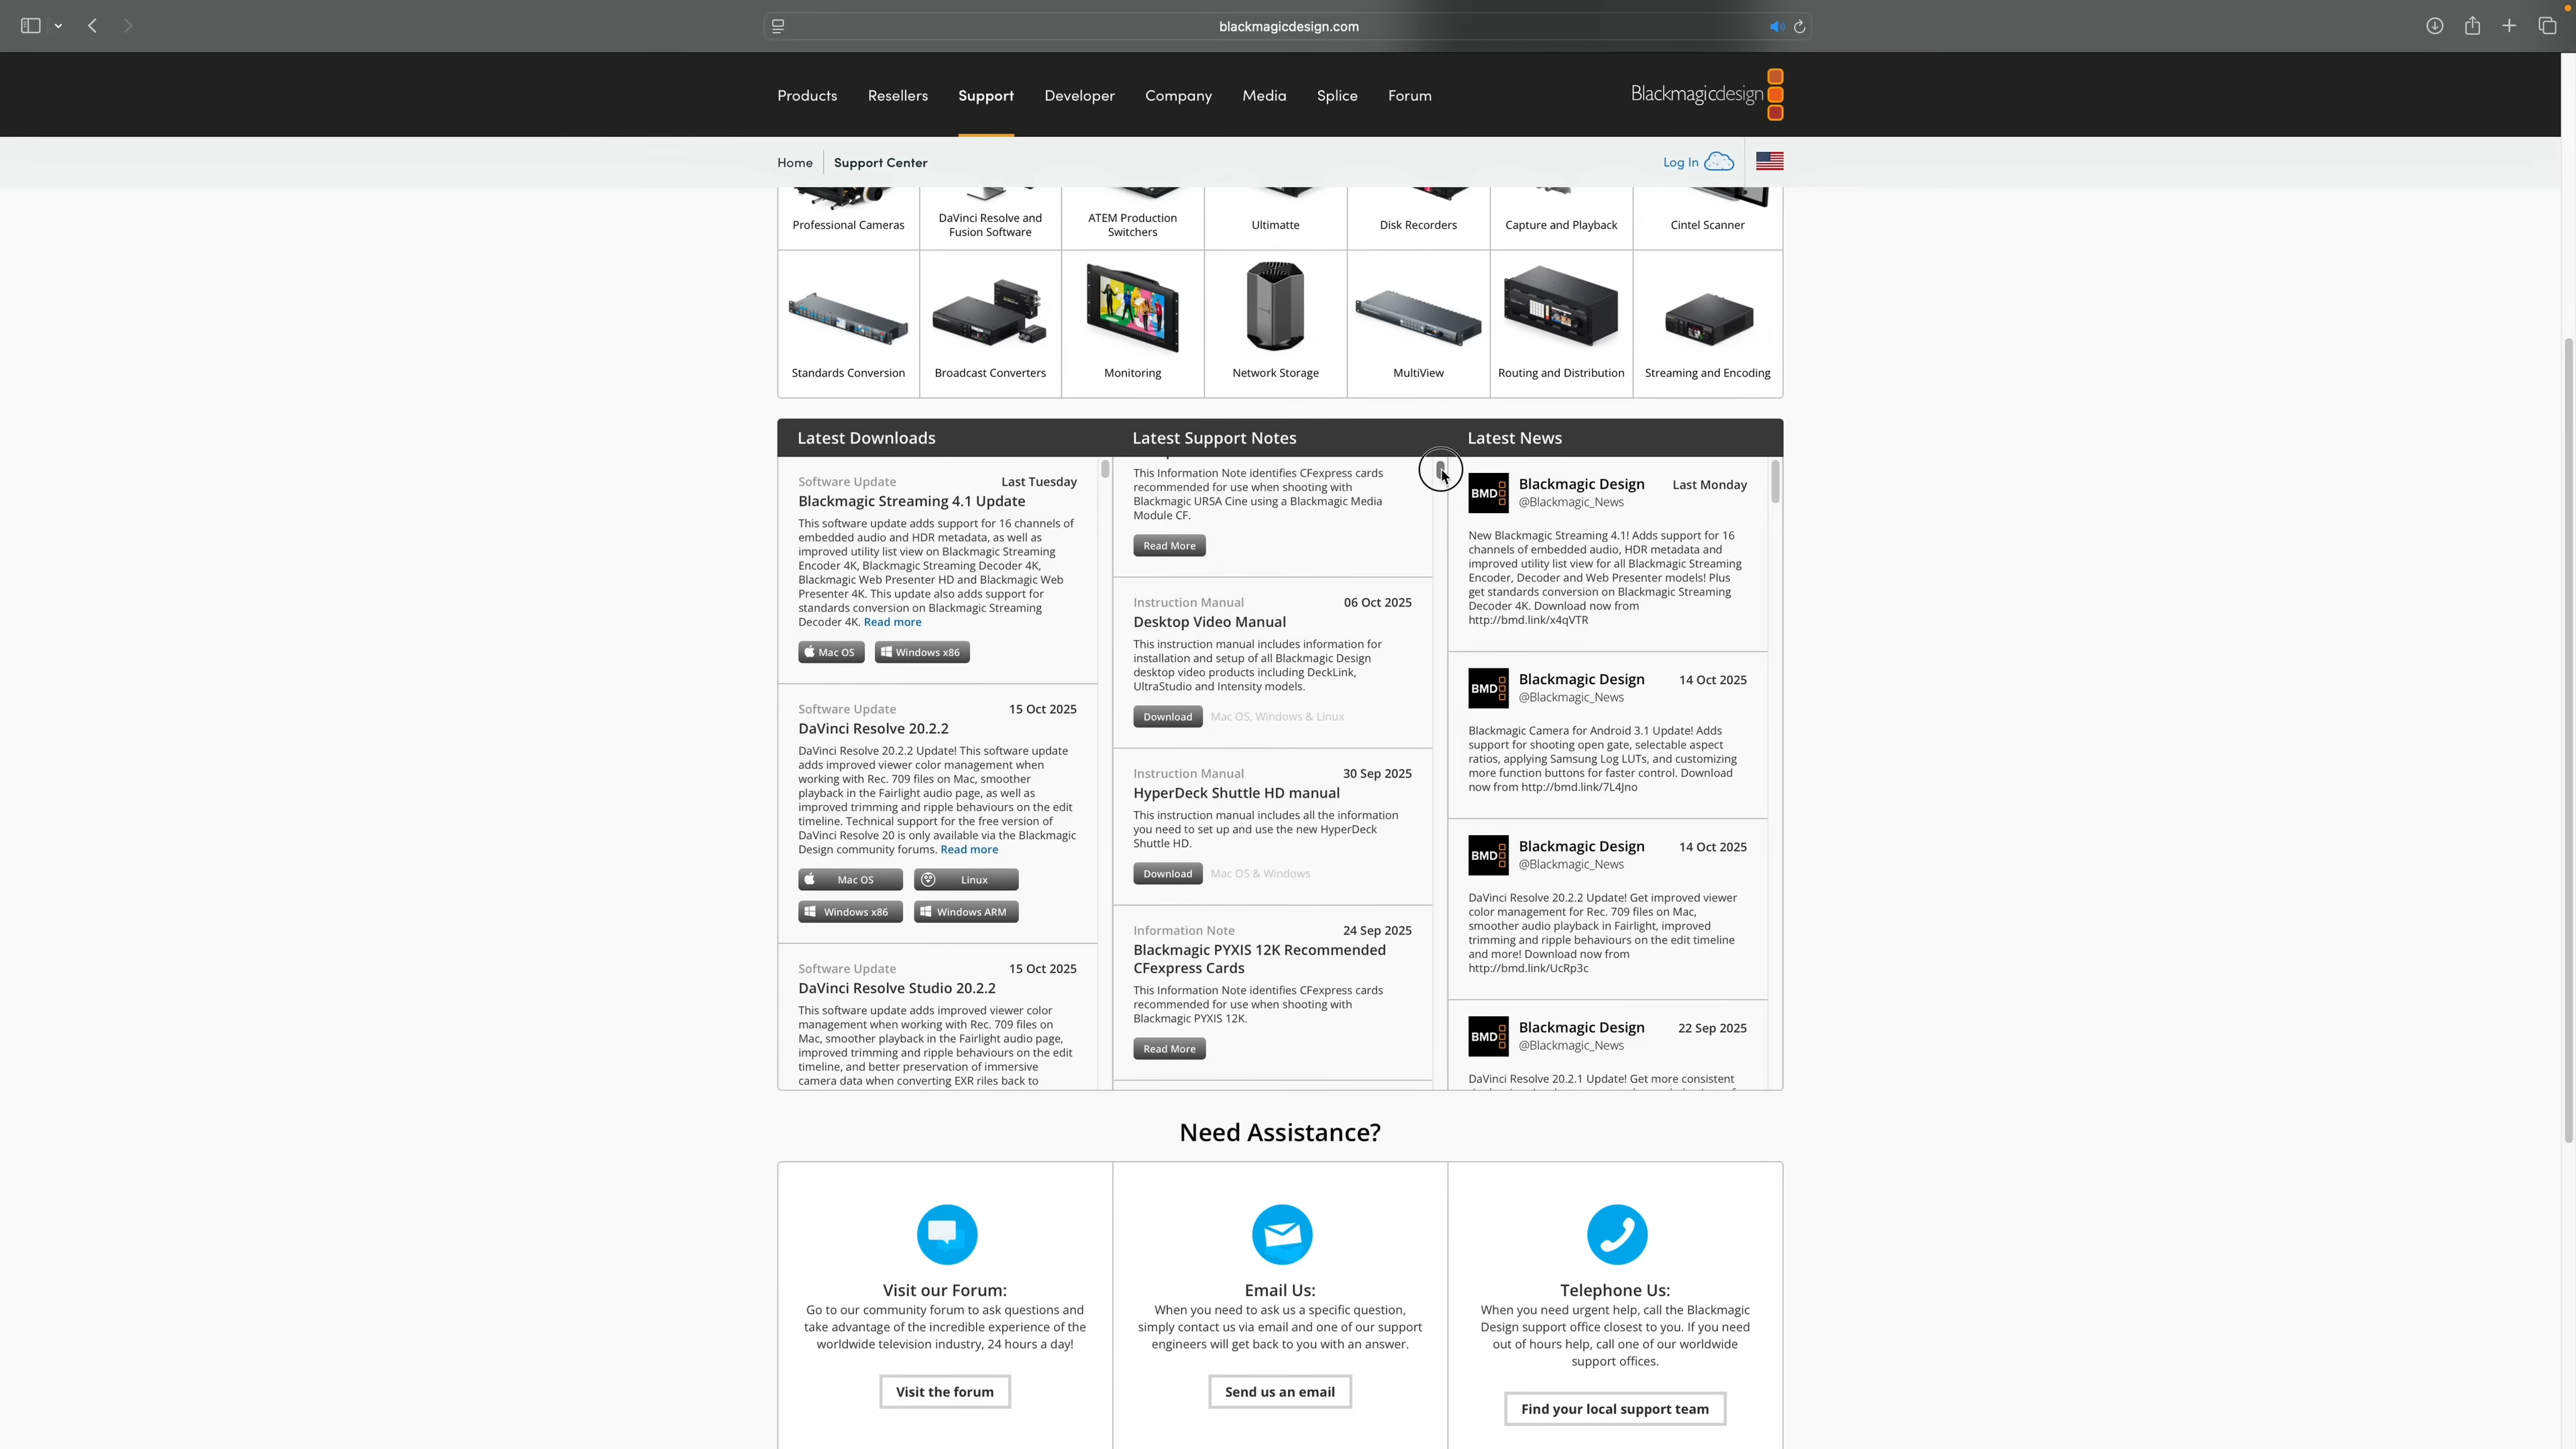 blackmagicdesign.com
Products
Resellers
Support
Developer
Company
Media
Splice
Forum
Blackmagicdesign
Home
Support Center
Log In
Professional Cameras
DaVinci Resolve and
Fusion Software
ATEM Production
Switchers
Ultimatte
Disk Recorders
Capture and Playback
Cintel Scanner
Standards Conversion
Broadcast Converters
Monitoring
Network Storage
MultiView
Routing and Distribution
Streaming and Encoding
Latest Downloads
Software Update Last Tuesday
Blackmagic Streaming 4.1 Update
This software update adds support for 16 channels of
embedded audio and HDR metadata, as well as
improved utility list view on Blackmagic Streaming
Encoder 4K, Blackmagic Streaming Decoder 4K,
Blackmagic Web Presenter HD and Blackmagic Web
Presenter 4K. This update also adds support for
standards conversion on Blackmagic Streaming
Decoder 4K. Read more
Mac OS
Windows x86
Software Update 15 Oct 2025
DaVinci Resolve 20.2.2
DaVinci Resolve 20.2.2 Update! This software update
adds improved viewer color management when
working with Rec. 709 files on Mac, smoother
playback in the Fairlight audio page, as well as
improved trimming and ripple behaviours on the edit
timeline. Technical support for the free version of
DaVinci Resolve 20 is only available via the Blackmagic
Design community forums. Read more
Mac OS
Linux
Windows x86
Windows ARM
Software Update 15 Oct 2025
DaVinci Resolve Studio 20.2.2
This software update adds improved viewer color
management when working with Rec. 709 files on
Mac, smoother playback in the Fairlight audio page,
improved trimming and ripple behaviours on the edit
timeline, and better preservation of immersive
camera data when converting EXR riles back to
Latest Support Notes
This Information Note identifies CFexpress cards
recommended for use when shooting with
Blackmagic URSA Cine using a Blackmagic Media
Module CF.
Read More
Instruction Manual 06 Oct 2025
Desktop Video Manual
This instruction manual includes information for
installation and setup of all Blackmagic Design
desktop video products including DeckLink,
UltraStudio and Intensity models.
Download Mac OS, Windows & Linux
Instruction Manual 30 Sep 2025
HyperDeck Shuttle HD manual
This instruction manual includes all the information
you need to set up and use the new HyperDeck
Shuttle HD.
Download Mac OS & Windows
Information Note 24 Sep 2025
Blackmagic PYXIS 12K Recommended
CFexpress Cards
This Information Note identifies CFexpress cards
recommended for use when shooting with
Blackmagic PYXIS 12K.
Read More
Latest News
BMD
Blackmagic Design Last Monday
@Blackmagic_News
New Blackmagic Streaming 4.1! Adds support for 16
channels of embedded audio, HDR metadata and
improved utility list view for all Blackmagic Streaming
Encoder, Decoder and Web Presenter models! Plus
get standards conversion on Blackmagic Streaming
Decoder 4K. Download now from
http://bmd.link/x4qVTR
BMD
Blackmagic Design 14 Oct 2025
@Blackmagic_News
Blackmagic Camera for Android 3.1 Update! Adds
support for shooting open gate, selectable aspect
ratios, applying Samsung Log LUTs, and customizing
more function buttons for faster control. Download
now from http://bmd.link/7L4Jno
BMD
Blackmagic Design 14 Oct 2025
@Blackmagic_News
DaVinci Resolve 20.2.2 Update! Get improved viewer
color management for Rec. 709 files on Mac,
smoother audio playback in Fairlight, improved
trimming and ripple behaviours on the edit timeline
and more! Download now from
http://bmd.link/UcRp3c
BMD
Blackmagic Design 22 Sep 2025
@Blackmagic_News
DaVinci Resolve 20.2.1 Update! Get more consistent
Need Assistance?
Visit our Forum:
Go to our community forum to ask questions and
take advantage of the incredible experience of the
worldwide television industry, 24 hours a day!
Visit the forum
Email Us:
When you need to ask us a specific question,
simply contact us via email and one of our support
engineers will get back to you with an answer.
Send us an email
Telephone Us:
When you need urgent help, call the Blackmagic
Design support office closest to you. If you need
out of hours help, call one of our worldwide
support offices.
Find your local support team